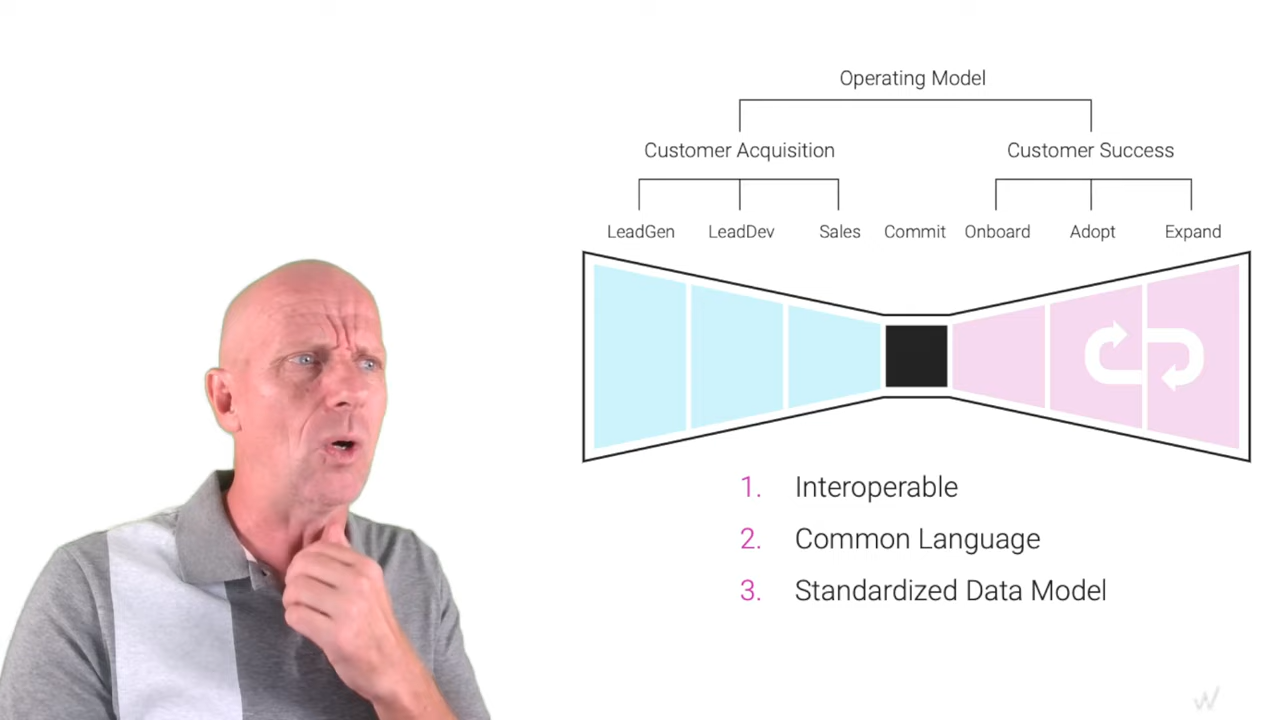 Operating Model
Customer Acquisition
Customer Success
LeadGen
LeadDev
Sales
Commit
Onboard
Adopt
Expand
1. Interoperable
2. Common Language
3. Standardized Data Model
W